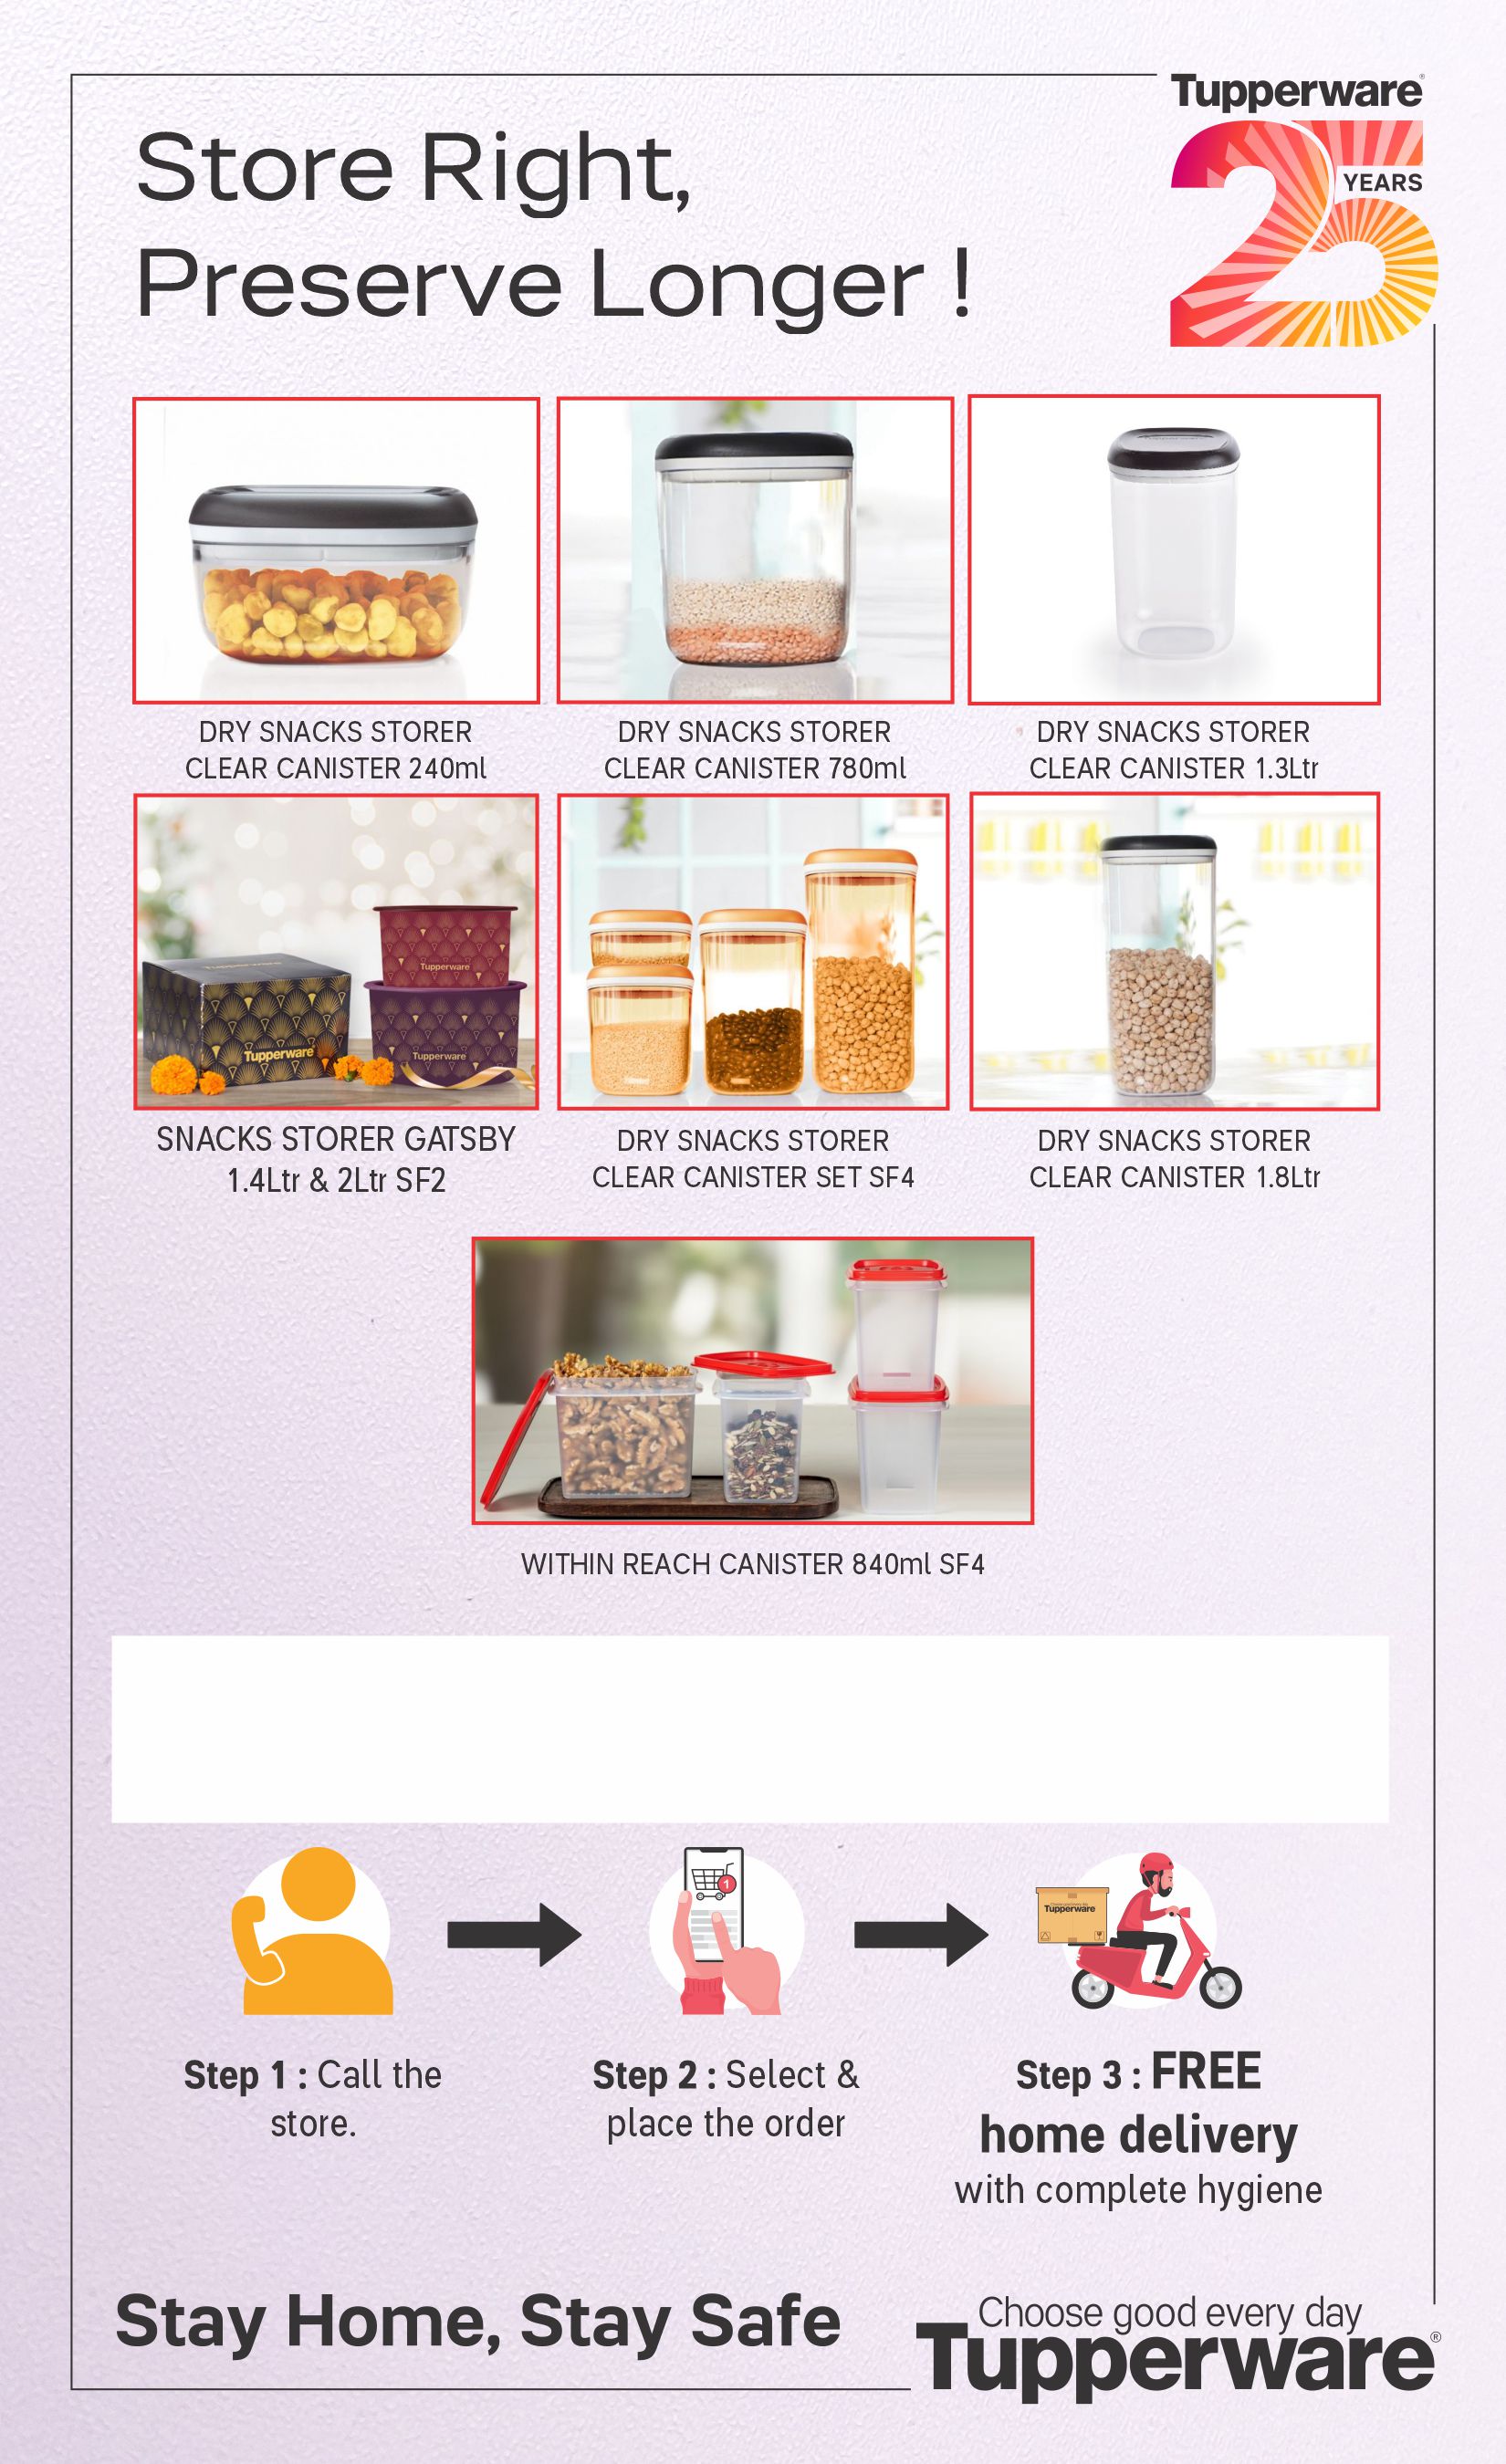 Tupperware®
25
YEARS
Store Right,
Preserve Longer !
DRY SNACKS STORER
CLEAR CANISTER 240ml
DRY SNACKS STORER
CLEAR CANISTER 780ml
DRY SNACKS STORER
CLEAR CANISTER 1.3Ltr
Tupperware
Tupperware
Tupperware
SNACKS STORER GATSBY
1.4Ltr & 2Ltr SF2
DRY SNACKS STORER
CLEAR CANISTER SET SF4
DRY SNACKS STORER
CLEAR CANISTER 1.8Ltr
WITHIN REACH CANISTER 840ml SF4
1
Tupperware
Step 1 : Call the
store.
Step 2 : Select &
place the order
Step 3 : FREE
home delivery
with complete hygiene
Stay Home, Stay Safe
Choose good every day
Tupperware®